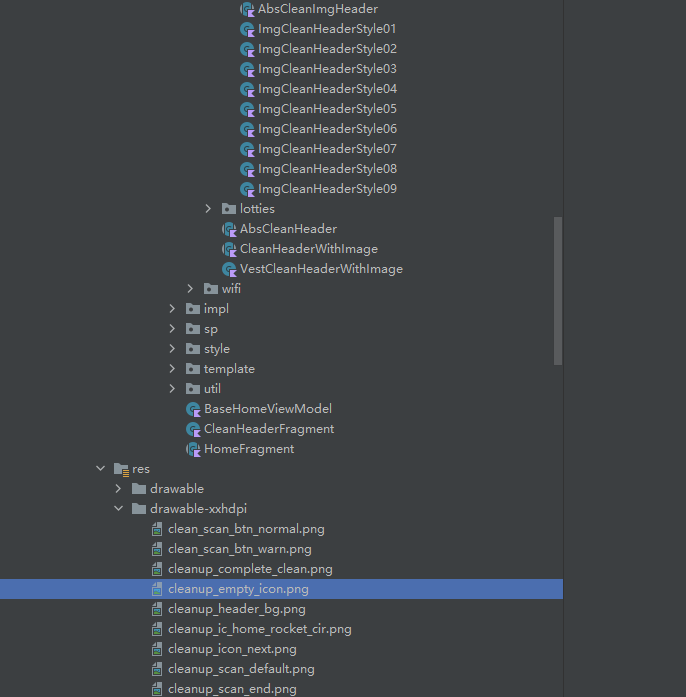 AbsCleanImgHeader
ImgCleanHeaderStyle01
ImgCleanHeaderStyle02
ImgCleanHeaderStyle03
ImgCleanHeaderStyle04
ImgCleanHeaderStyle05
ImgCleanHeaderStyle06
ImgCleanHeaderStyle07
ImgCleanHeaderStyle08
ImgCleanHeaderStyle09
lotties
AbsCleanHeader
CleanHeaderWithImage
VestCleanHeaderWithImage
wifi
impl
sp
style
template
util
BaseHomeViewModel
CleanHeaderFragment
HomeFragment
res
drawable
drawable-xxhdpi
clean_scan_btn_normal.png
clean_scan_btn_warn.png
cleanup_complete_clean.png
cleanup_empty_icon.png
cleanup_header_bg.png
cleanup_ic_home_rocket_cir.png
cleanup_icon_next.png
cleanup_scan_default.png
cleanup_scan_end.png